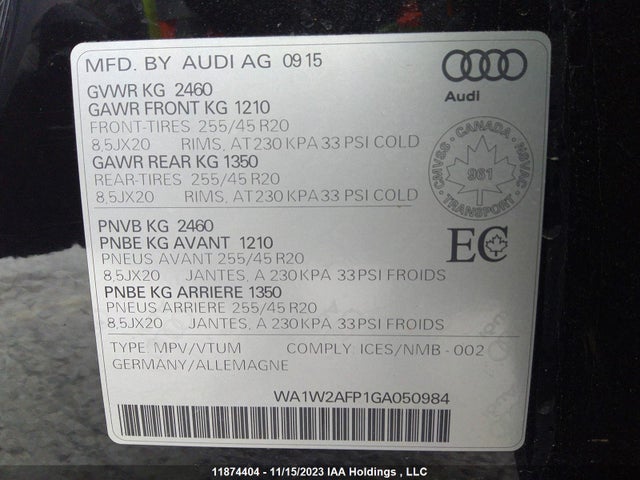 MFD. BY AUDI AG 09 15
Audi
GVWR KG 2460
GAWR FRONT KG 1210
FRONT-TIRES 255/45 R20
8,5JX20 RIMS, AT 230 KPA 33 PSI COLD
GAWR REAR KG 1350
REAR-TIRES 255/45 R20
8,5JX20 RIMS, AT 230 KPA 33 PSI COLD
CMVSS - CANADA - NSVAC
961
TRANSPORT
PNVB KG 2460
PNBE KG AVANT 1210
PNEUS AVANT 255/45 R20
8,5JX20 JANTES, A 230 KPA 33 PSI FROIDS
EC
PNBE KG ARRIERE 1350
PNEUS ARRIERE 255/45 R20
8,5JX20 JANTES, A 230 KPA 33 PSI FROIDS
TYPE: MPV/VTUM COMPLY: ICES/NMB - 002
GERMANY/ALLEMAGNE
WA1W2AFP1GA050984
11874404 - 11/15/2023 IAA Holdings , LLC